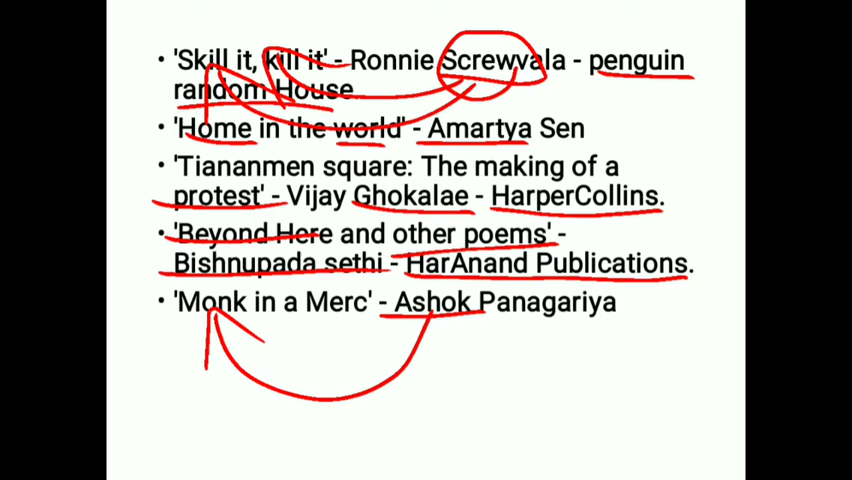 • 'Skill it, kill it' - Ronnie Screwvala - penguin
random House
• 'Home in the world' - Amartya Sen
• 'Tiananmen square: The making of a
protest' - Vijay Ghokalae - HarperCollins.
• 'Beyond Here and other poems' -
Bishnupada sethi - HarAnand Publications.
• 'Monk in a Merc' - Ashok Panagariya